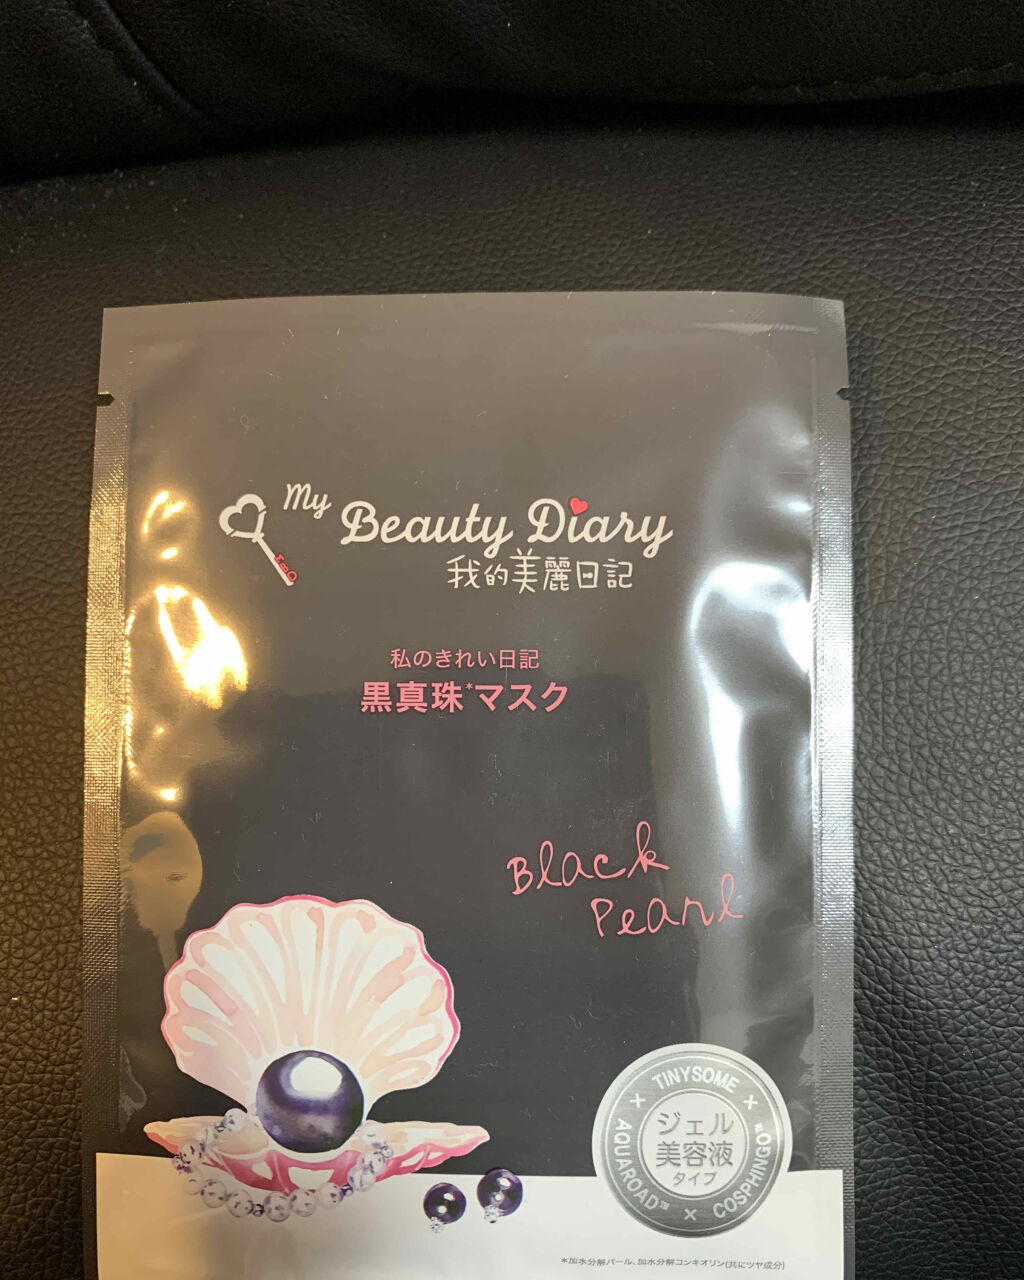 My
Beauty Diary
我的美麗日記
MBD
私のきれい日記
黒真珠*マスク
Black
Pearl
TINYSOME
ジェル
美容液
タイプ
AQUAROAD™ × COSPHINGO™
*加水分解パール、加水分解コンキオリン(共にツヤ成分)